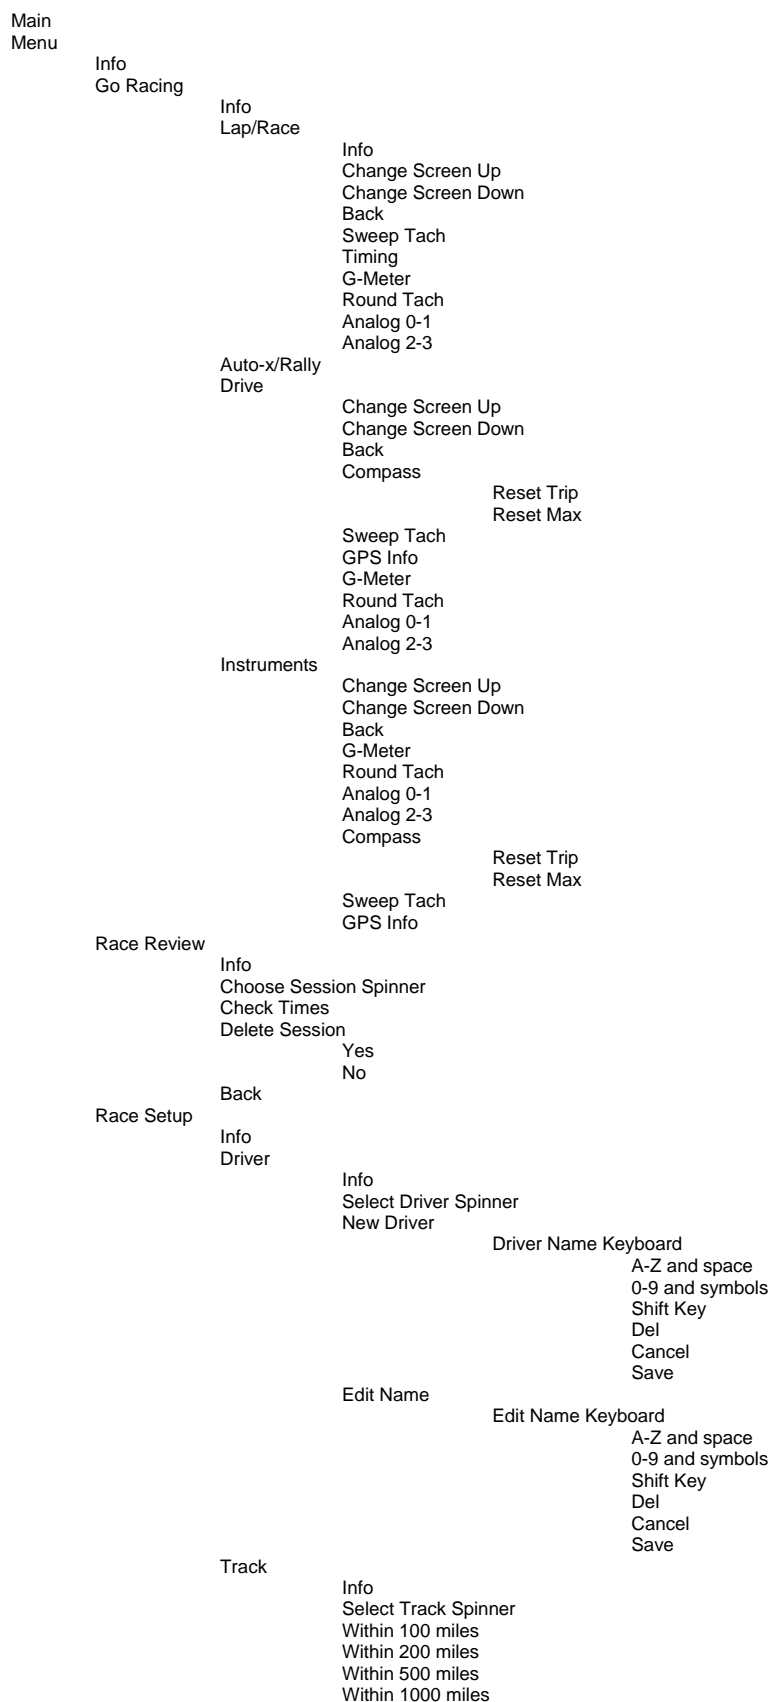 Main
Menu
Info
Go Racing
Info
Lap/Race
Info
Change Screen Up
Change Screen Down
Back
Sweep Tach
Timing
G-Meter
Round Tach
Analog 0-1
Analog 2-3
Auto-x/Rally
Drive
Change Screen Up
Change Screen Down
Back
Compass
Reset Trip
Reset Max
Sweep Tach
GPS Info
G-Meter
Round Tach
Analog 0-1
Analog 2-3
Instruments
Change Screen Up
Change Screen Down
Back
G-Meter
Round Tach
Analog 0-1
Analog 2-3
Compass
Reset Trip
Reset Max
Sweep Tach
GPS Info
Race Review
Info
Choose Session Spinner
Check Times
Delete Session
Yes
No
Back
Race Setup
Info
Driver
Info
Select Driver Spinner
New Driver
Driver Name Keyboard
A-Z and space
0-9 and symbols
Shift Key
Del
Cancel
Save
Edit Name
Edit Name Keyboard
A-Z and space
0-9 and symbols
Shift Key
Del
Cancel
Save
Track
Info
Select Track Spinner
Within 100 miles
Within 200 miles
Within 500 miles
Within 1000 miles